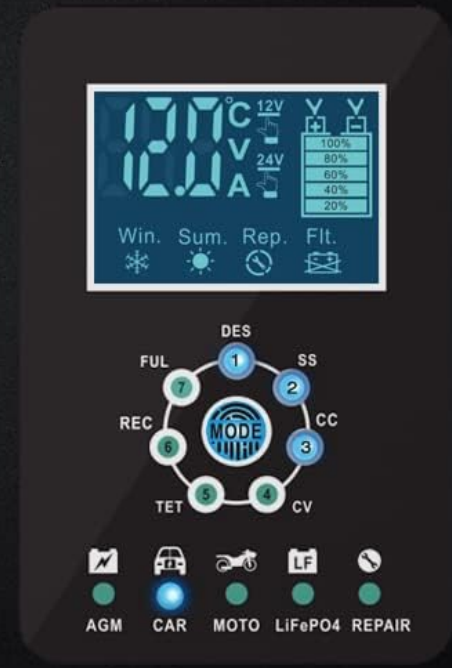 12.0 °C V A
12V
24V
100%
80%
60%
40%
20%
Win. Sum. Rep. Flt.
DES
1
SS
2
CC
3
CV
4
TET
5
REC
6
FUL
7
MODE
LF
AGM CAR MOTO LiFePO4 REPAIR